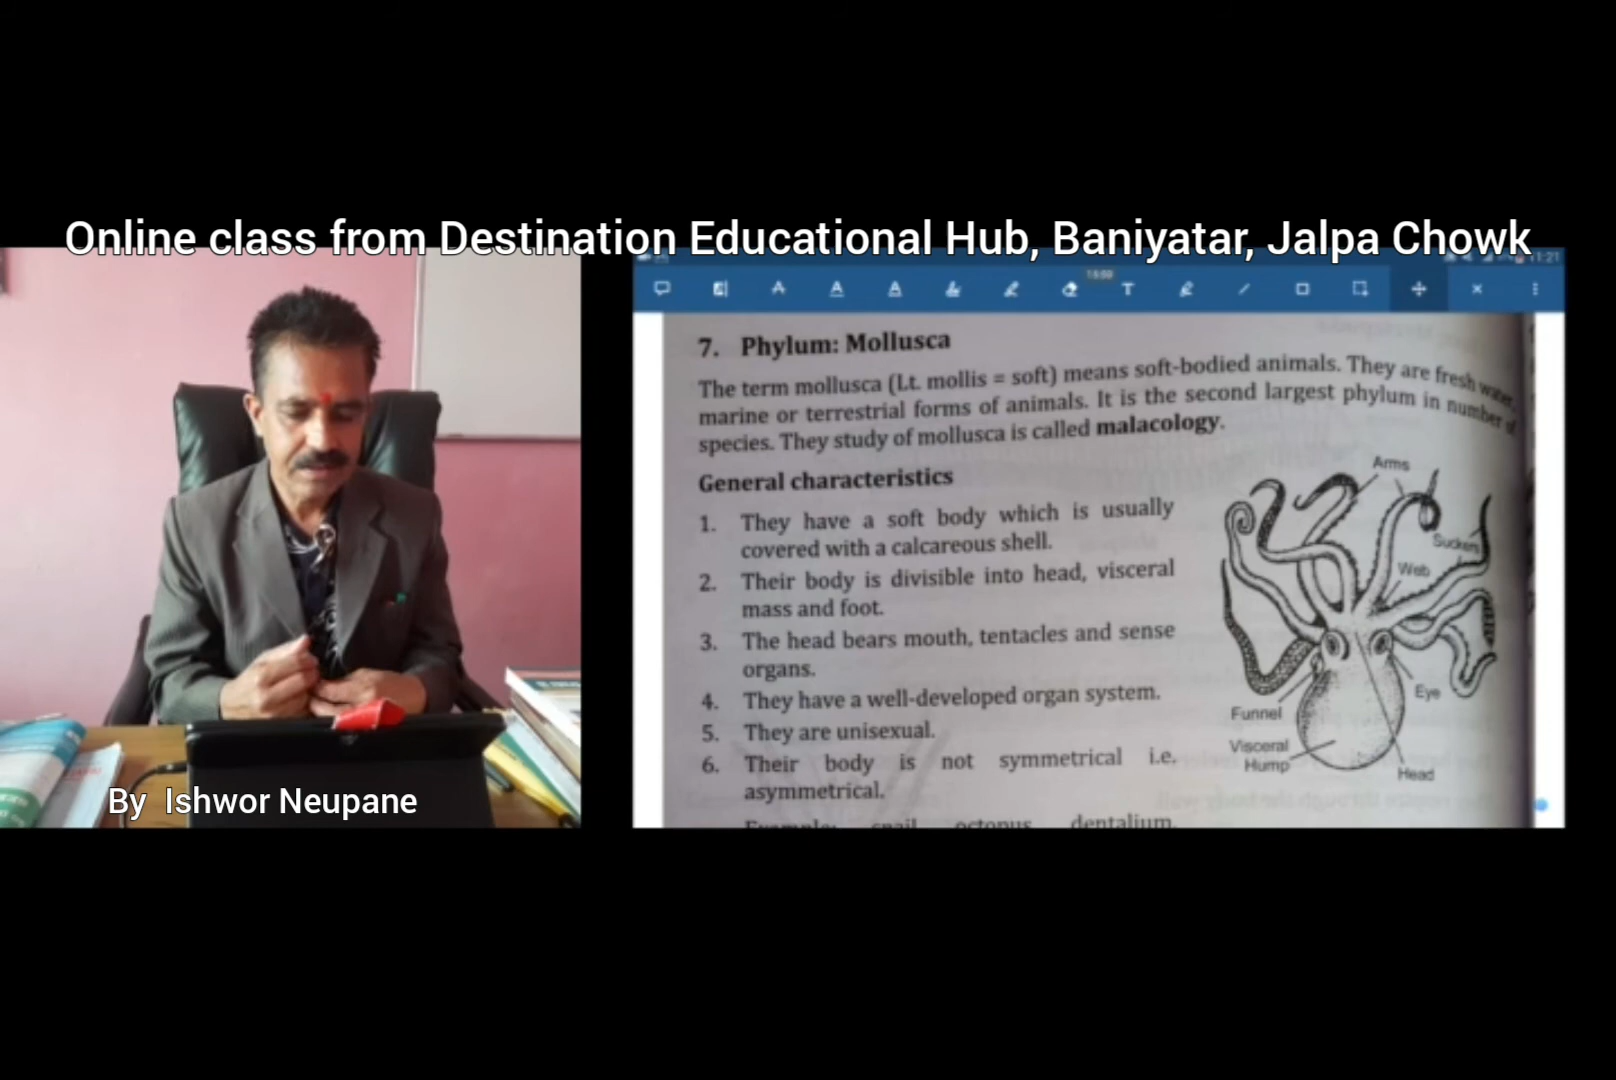 Online class from Destination Educational Hub, Baniyatar, Jalpa Chowk
By Ishwor Neupane
7. Phylum: Mollusca
The term mollusca (Lt. mollis = soft) means soft-bodied animals. They are fresh water,
marine or terrestrial forms of animals. It is the second largest phylum in number of
species. They study of mollusca is called malacology.
General characteristics
1. They have a soft body which is usually
covered with a calcareous shell.
2. Their body is divisible into head, visceral
mass and foot.
3. The head bears mouth, tentacles and sense
organs.
4. They have a well-developed organ system.
5. They are unisexual.
6. Their body is not symmetrical i.e.
asymmetrical.
Example: snail, octopus, dentalium,
Arms
Suckers
Web
Eye
Funnel
Visceral
Hump
Head